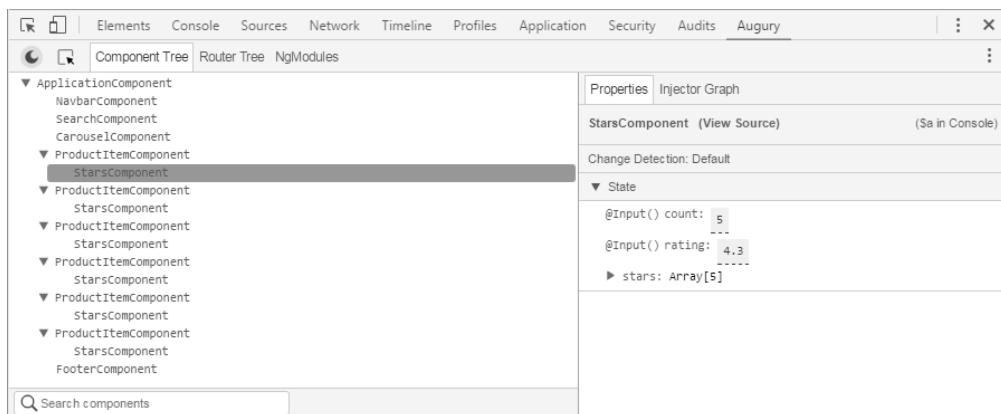 Elements Console Sources Network Timeline Profiles Application Security Audits Augury
Component Tree Router Tree NgModules
▼ ApplicationComponent
NavbarComponent
SearchComponent
CarouselComponent
▼ ProductItemComponent
StarsComponent
▼ ProductItemComponent
StarsComponent
▼ ProductItemComponent
StarsComponent
▼ ProductItemComponent
StarsComponent
▼ ProductItemComponent
StarsComponent
▼ ProductItemComponent
StarsComponent
FooterComponent
Search components
Properties Injector Graph
StarsComponent (View Source) ($a in Console)
Change Detection: Default
▼ State
@Input() count: 5
@Input() rating: 4.3
▶ stars: Array[5]